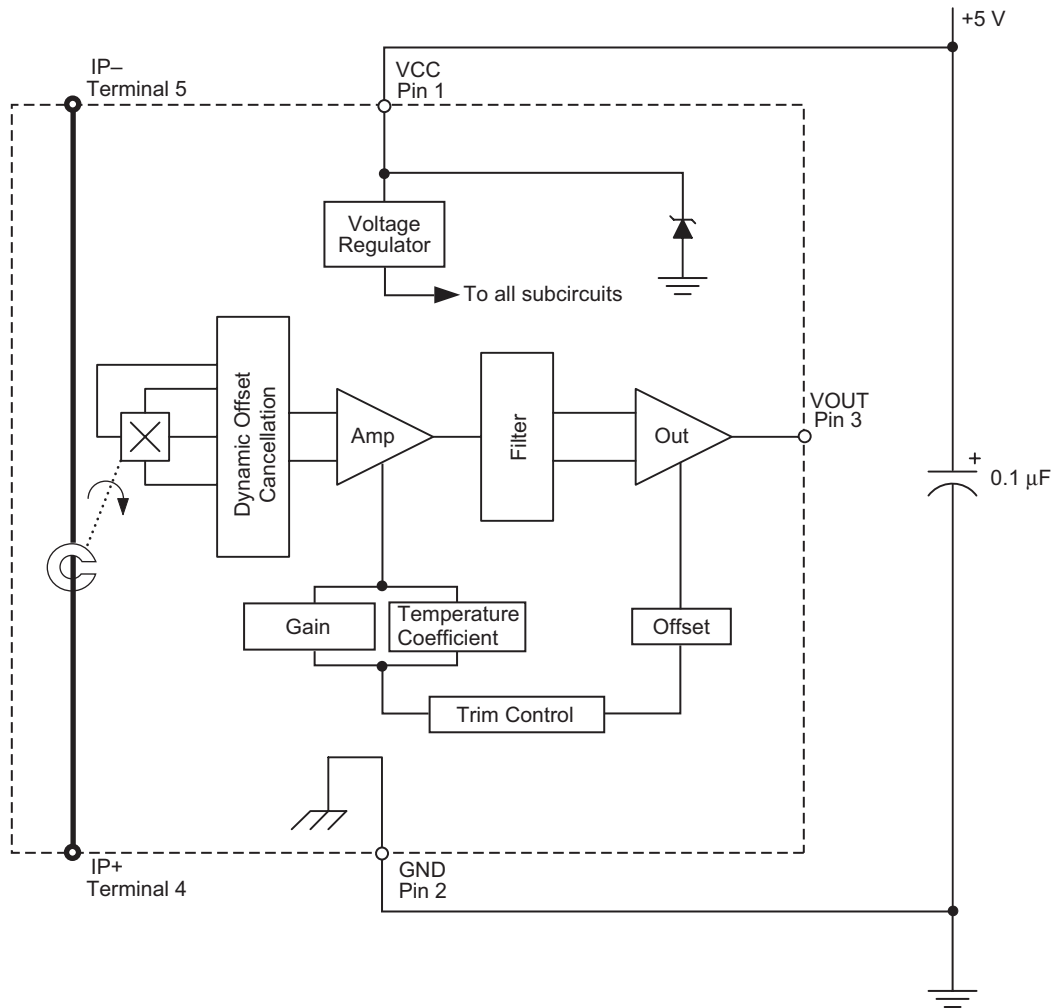 +5 V
IP–
Terminal 5
VCC
Pin 1
Voltage
Regulator
To all subcircuits
Dynamic Offset
Cancellation
Amp
Filter
Out
VOUT
Pin 3
+
0.1 µF
Gain
Temperature
Coefficient
Offset
Trim Control
IP+
Terminal 4
GND
Pin 2